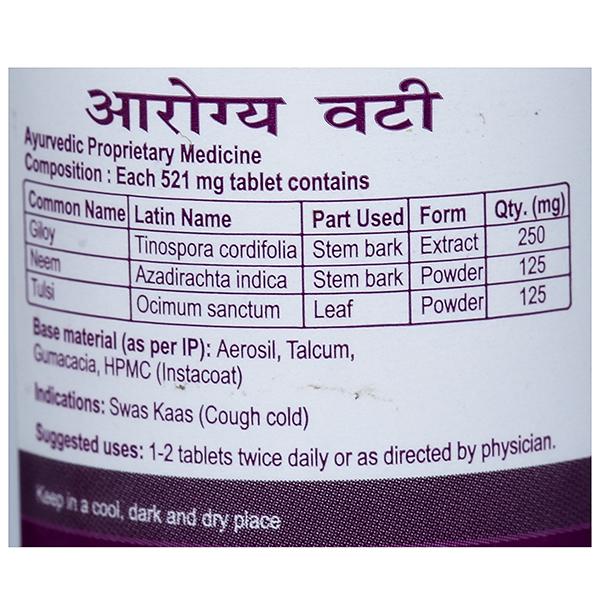 आरोग्य वटी
Ayurvedic Proprietary Medicine
Composition : Each 521 mg tablet contains
Common Name Latin Name Part Used Form Qty. (mg)
Giloy Tinospora cordifolia Stem bark Extract 250
Neem Azadirachta indica Stem bark Powder 125
Tulsi Ocimum sanctum Leaf Powder 125
Base material (as per IP): Aerosil, Talcum,
Gumacacia, HPMC (Instacoat)
Indications: Swas Kaas (Cough cold)
Suggested uses: 1-2 tablets twice daily or as directed by physician.
Keep in a cool, dark and dry place